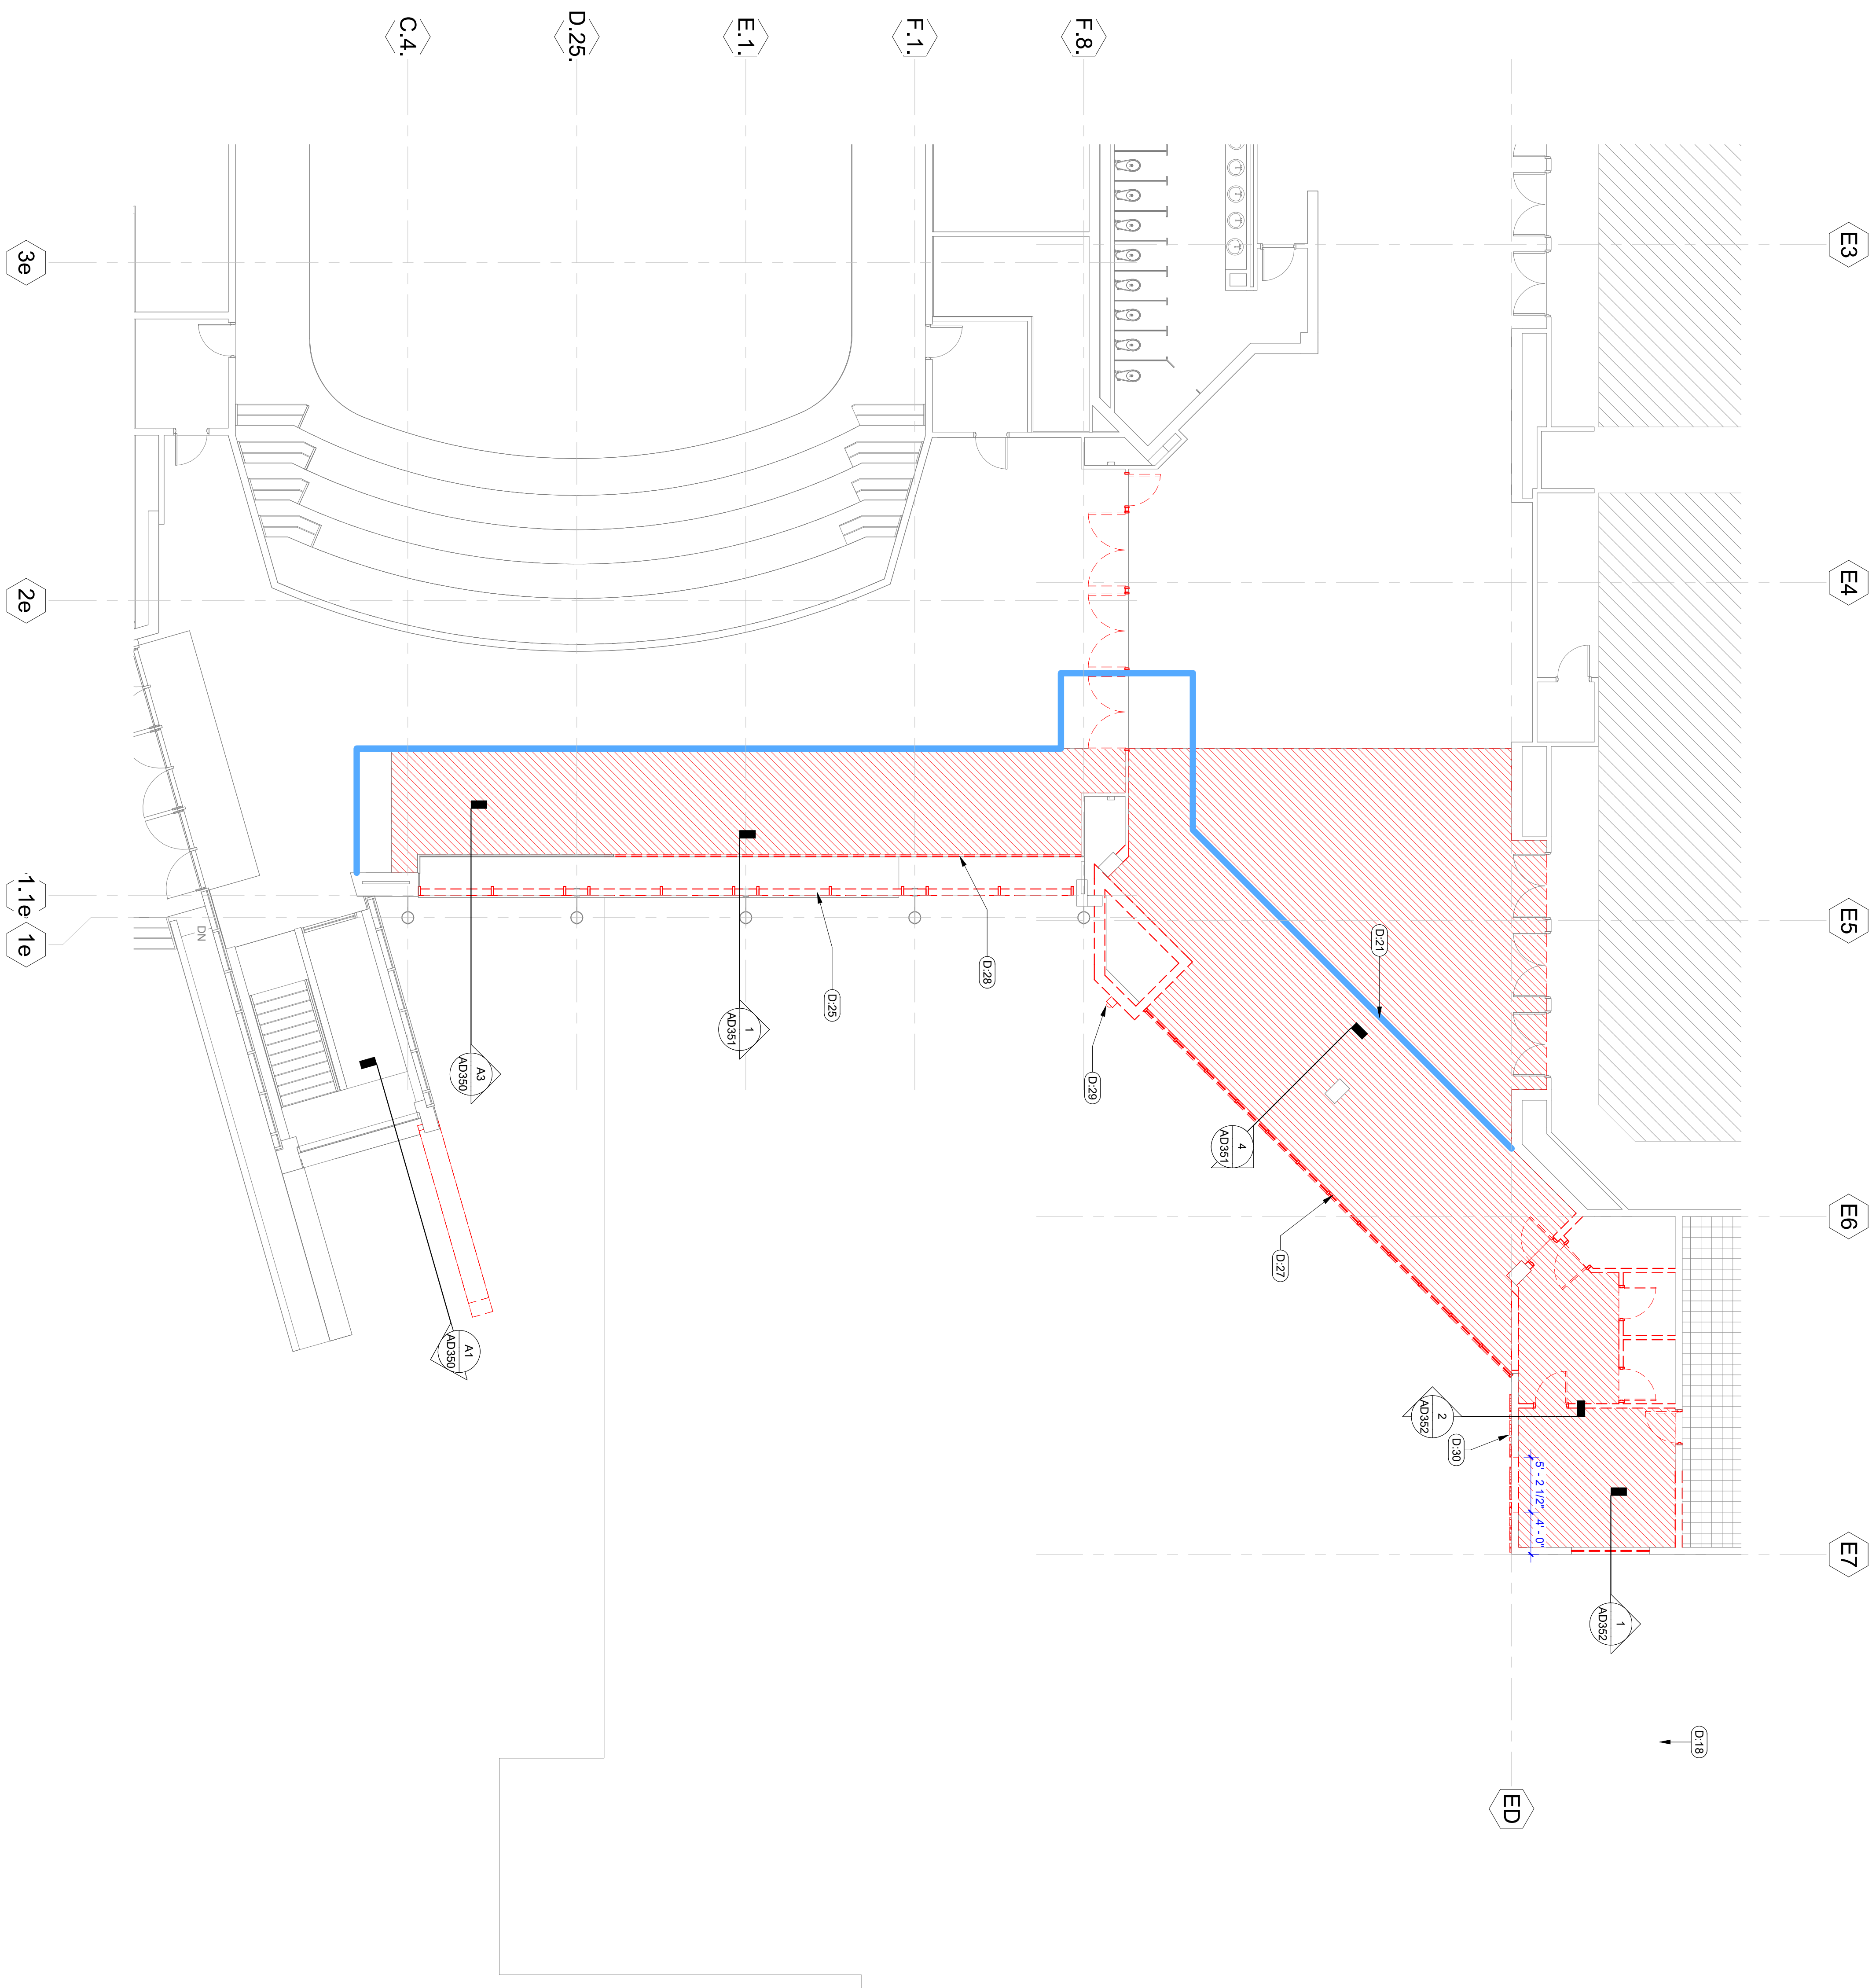 C.4.
D.25.
E.1.
F.1.
F.8.
E3
E4
E5
E6
E7
ED
3e
2e
1.1e
1e
DN
D:21
D:28
D:25
D:29
D:27
D:30
D:18
1
AD351
A3
AD350
4
AD351
A1
AD350
2
AD352
1
AD352
5' - 2 1/2"
4' - 0"